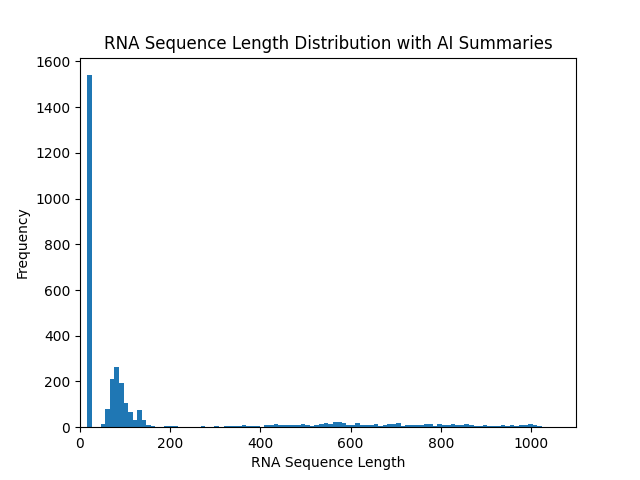 RNA Sequence Length Distribution with AI Summaries
1600
1400
1200
1000
800
600
400
200
0
Frequency
0 200 400 600 800 1000
RNA Sequence Length